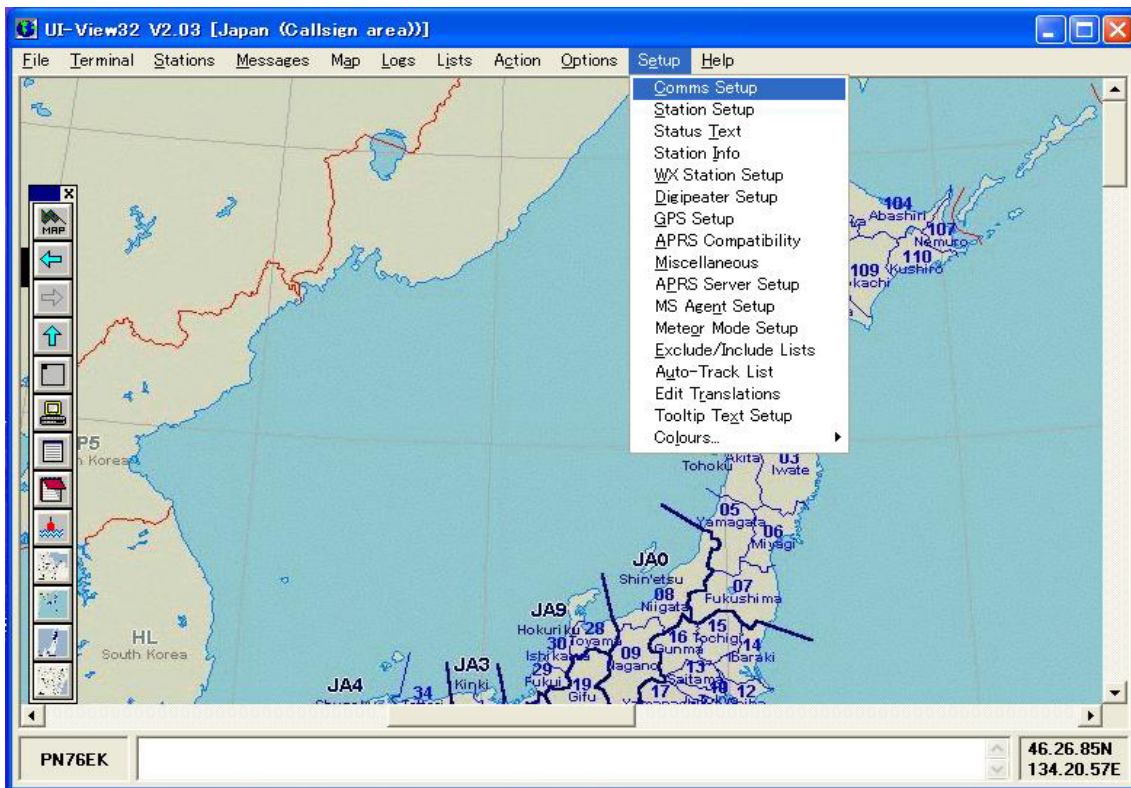 UI-View32 V2.03 [Japan (Callsign area))]
File Terminal Stations Messages Map Logs Lists Action Options Setup Help
Comms Setup
Station Setup
Status Text
Station Info
WX Station Setup
Digipeater Setup
GPS Setup
APRS Compatibility
Miscellaneous
APRS Server Setup
MS Agent Setup
Meteor Mode Setup
Exclude/Include Lists
Auto-Track List
Edit Translations
Tooltip Text Setup
Colours...
MAP
104
Abashiri
107
Nemuro
110
Kushiro
109
P5
Korea
Akita
03
Iwate
Tohoku
05
Yamagata
06
Miyagi
JA0
Shin'etsu
08
Niigata
07
Fukushima
JA9
Hokuriku
28
Toyama
30
Ishikawa
29
Fukui
09
Nagano
16
Gunma
15
Tochigi
14
Ibaraki
13
Saitama
HL
South Korea
JA3
Kinki
JA4
34
19
Gifu
17
12
PN76EK
46.26.85N
134.20.57E